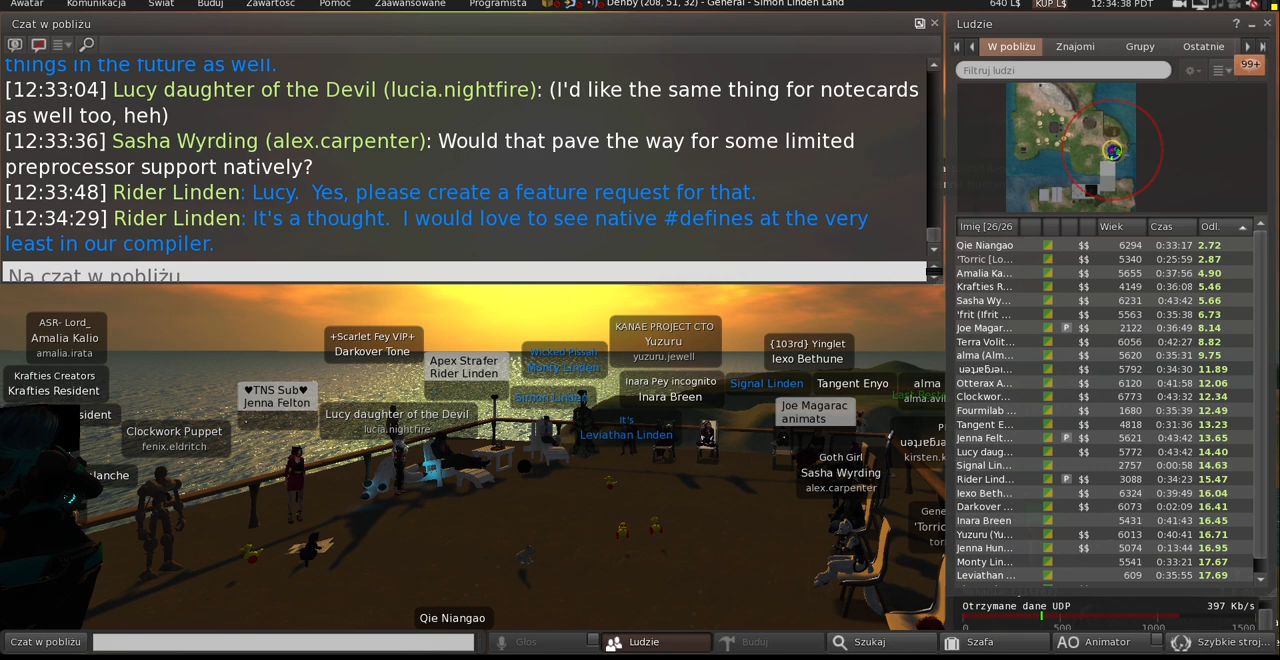 Awatar Komunikacja Świat Buduj Zawartość Pomoc Zaawansowane Programista Denby (208, 51, 32) - General - Simon Linden Land 640 L$ KUP L$ 12:34:38 PDT
Czat w pobliżu
things in the future as well.
[12:33:04] Lucy daughter of the Devil (lucia.nightfire): (I'd like the same thing for notecards
as well too, heh)
[12:33:36] Sasha Wyrding (alex.carpenter): Would that pave the way for some limited
preprocessor support natively?
[12:33:48] Rider Linden: Lucy.  Yes, please create a feature request for that.
[12:34:29] Rider Linden: It's a thought.  I would love to see native #defines at the very
least in our compiler.
Na czat w pobliżu
ASR- Lord_
Amalia Kalio
amalia.irata
Krafties Creators
Krafties Resident
sident
Clockwork Puppet
fenix.eldritch
lanche
♥TNS Sub♥
Jenna Felton
+Scarlet Fey VIP+
Darkover Tone
Apex Strafer
Rider Linden
Lucy daughter of the Devil
lucia.nightfire
Wicked Pissah
Monty Linden
Simon Linden
KANAE PROJECT CTO
Yuzuru
yuzuru.jewell
Inara Pey incognito
Inara Breen
It's
Leviathan Linden
Signal Linden
{103rd} Yinglet
Iexo Bethune
Tangent Enyo
alma
alma.avi
Joe Magarac
animats
Goth Girl
Sasha Wyrding
alex.carpenter
kirsten.k
Gene
'Torric
tor
Qie Niangao
Ludzie
W pobliżu Znajomi Grupy Ostatnie
99+
Filtruj ludzi
Imię [26/26 Wiek Czas Odl.
Qie Niangao $$ 6294 0:33:17 2.72
'Torric [Lo... $$ 5340 0:25:59 2.87
Amalia Ka... $$ 5655 0:37:56 4.90
Krafties R... $$ 4149 0:36:08 5.46
Sasha Wy... $$ 6231 0:43:42 5.66
'frit (Ifrit ... $$ 5563 0:35:38 6.73
Joe Magar... P $$ 2122 0:36:49 8.14
Terra Volit... $$ 6056 0:42:27 8.82
alma (Alm... $$ 5620 0:35:31 9.75
$$ 5792 0:34:30 11.89
Otterax A... $$ 6120 0:41:58 12.06
Clockwor... $$ 6773 0:43:42 12.34
Fourmilab ... $$ 1680 0:35:39 12.49
Tangent E... $$ 4818 0:31:36 13.23
Jenna Felt... P $$ 5621 0:43:42 13.65
Lucy daug... $$ 5772 0:43:42 14.40
Signal Lin... 2757 0:00:58 14.63
Rider Lind... P $$ 3088 0:34:23 15.47
Iexo Beth... $$ 6324 0:39:49 16.04
Darkover ... $$ 6073 0:02:09 16.41
Inara Breen 5431 0:41:43 16.45
Yuzuru (Yu... $$ 6013 0:40:41 16.71
Jenna Hun... $$ 5074 0:13:44 16.95
Monty Lin... 5541 0:33:21 17.67
Leviathan ... 609 0:35:55 17.69
Otrzymane dane UDP 397 Kb/s
0 500 1000 1500
Czat w pobliżu Głos Ludzie Buduj Szukaj Szafa AO Animator Szybkie stroj...